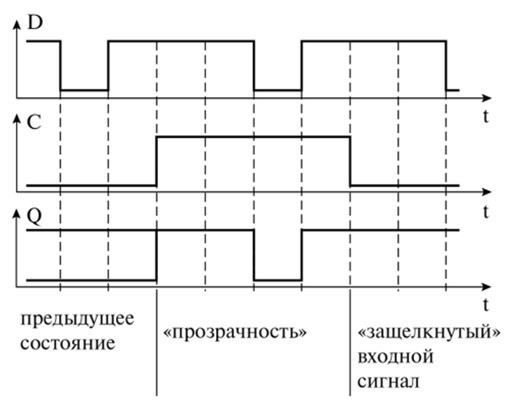 D
t
C
t
Q
t
предыдущее
состояние
«прозрачность»
«защелкнутый»
входной
сигнал